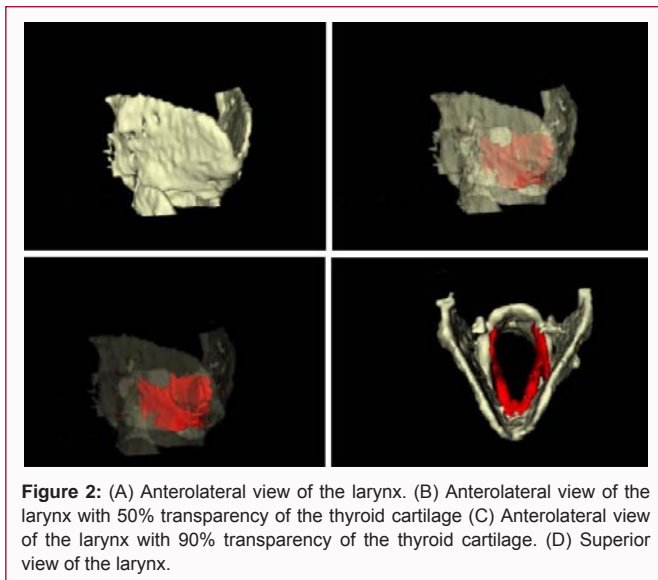 Figure 2: (A) Anterolateral view of the larynx. (B) Anterolateral view of the
larynx with 50% transparency of the thyroid cartilage (C) Anterolateral view
of the larynx with 90% transparency of the thyroid cartilage. (D) Superior
view of the larynx.